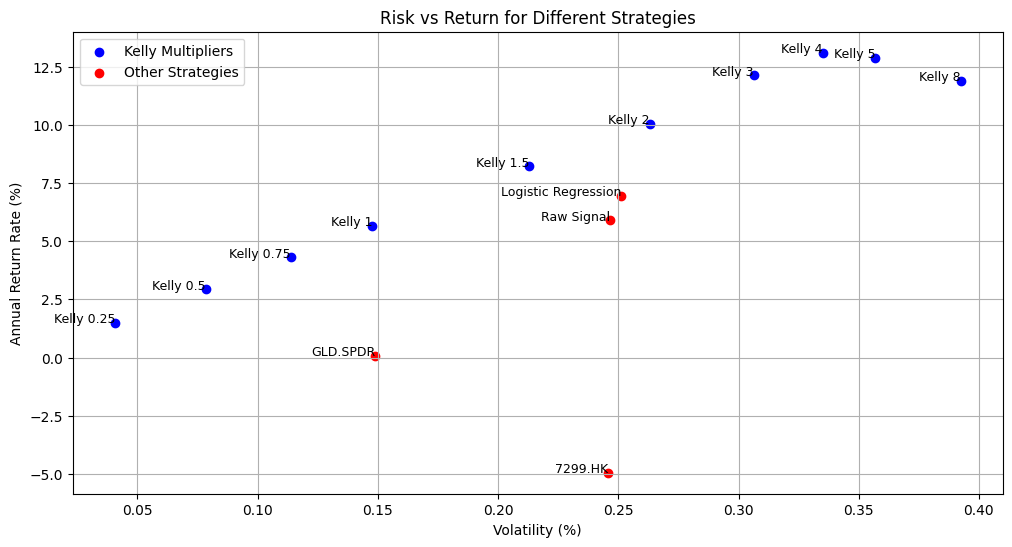 Risk vs Return for Different Strategies
Kelly Multipliers
Other Strategies
Kelly 4
Kelly 5
Kelly 3
Kelly 8
Kelly 2
Kelly 1.5
Logistic Regression
Raw Signal
Kelly 1
Kelly 0.75
Kelly 0.5
Kelly 0.25
GLD.SPDR
7299.HK
Annual Return Rate (%)
12.5
10.0
7.5
5.0
2.5
0.0
−2.5
−5.0
0.05 0.10 0.15 0.20 0.25 0.30 0.35 0.40
Volatility (%)